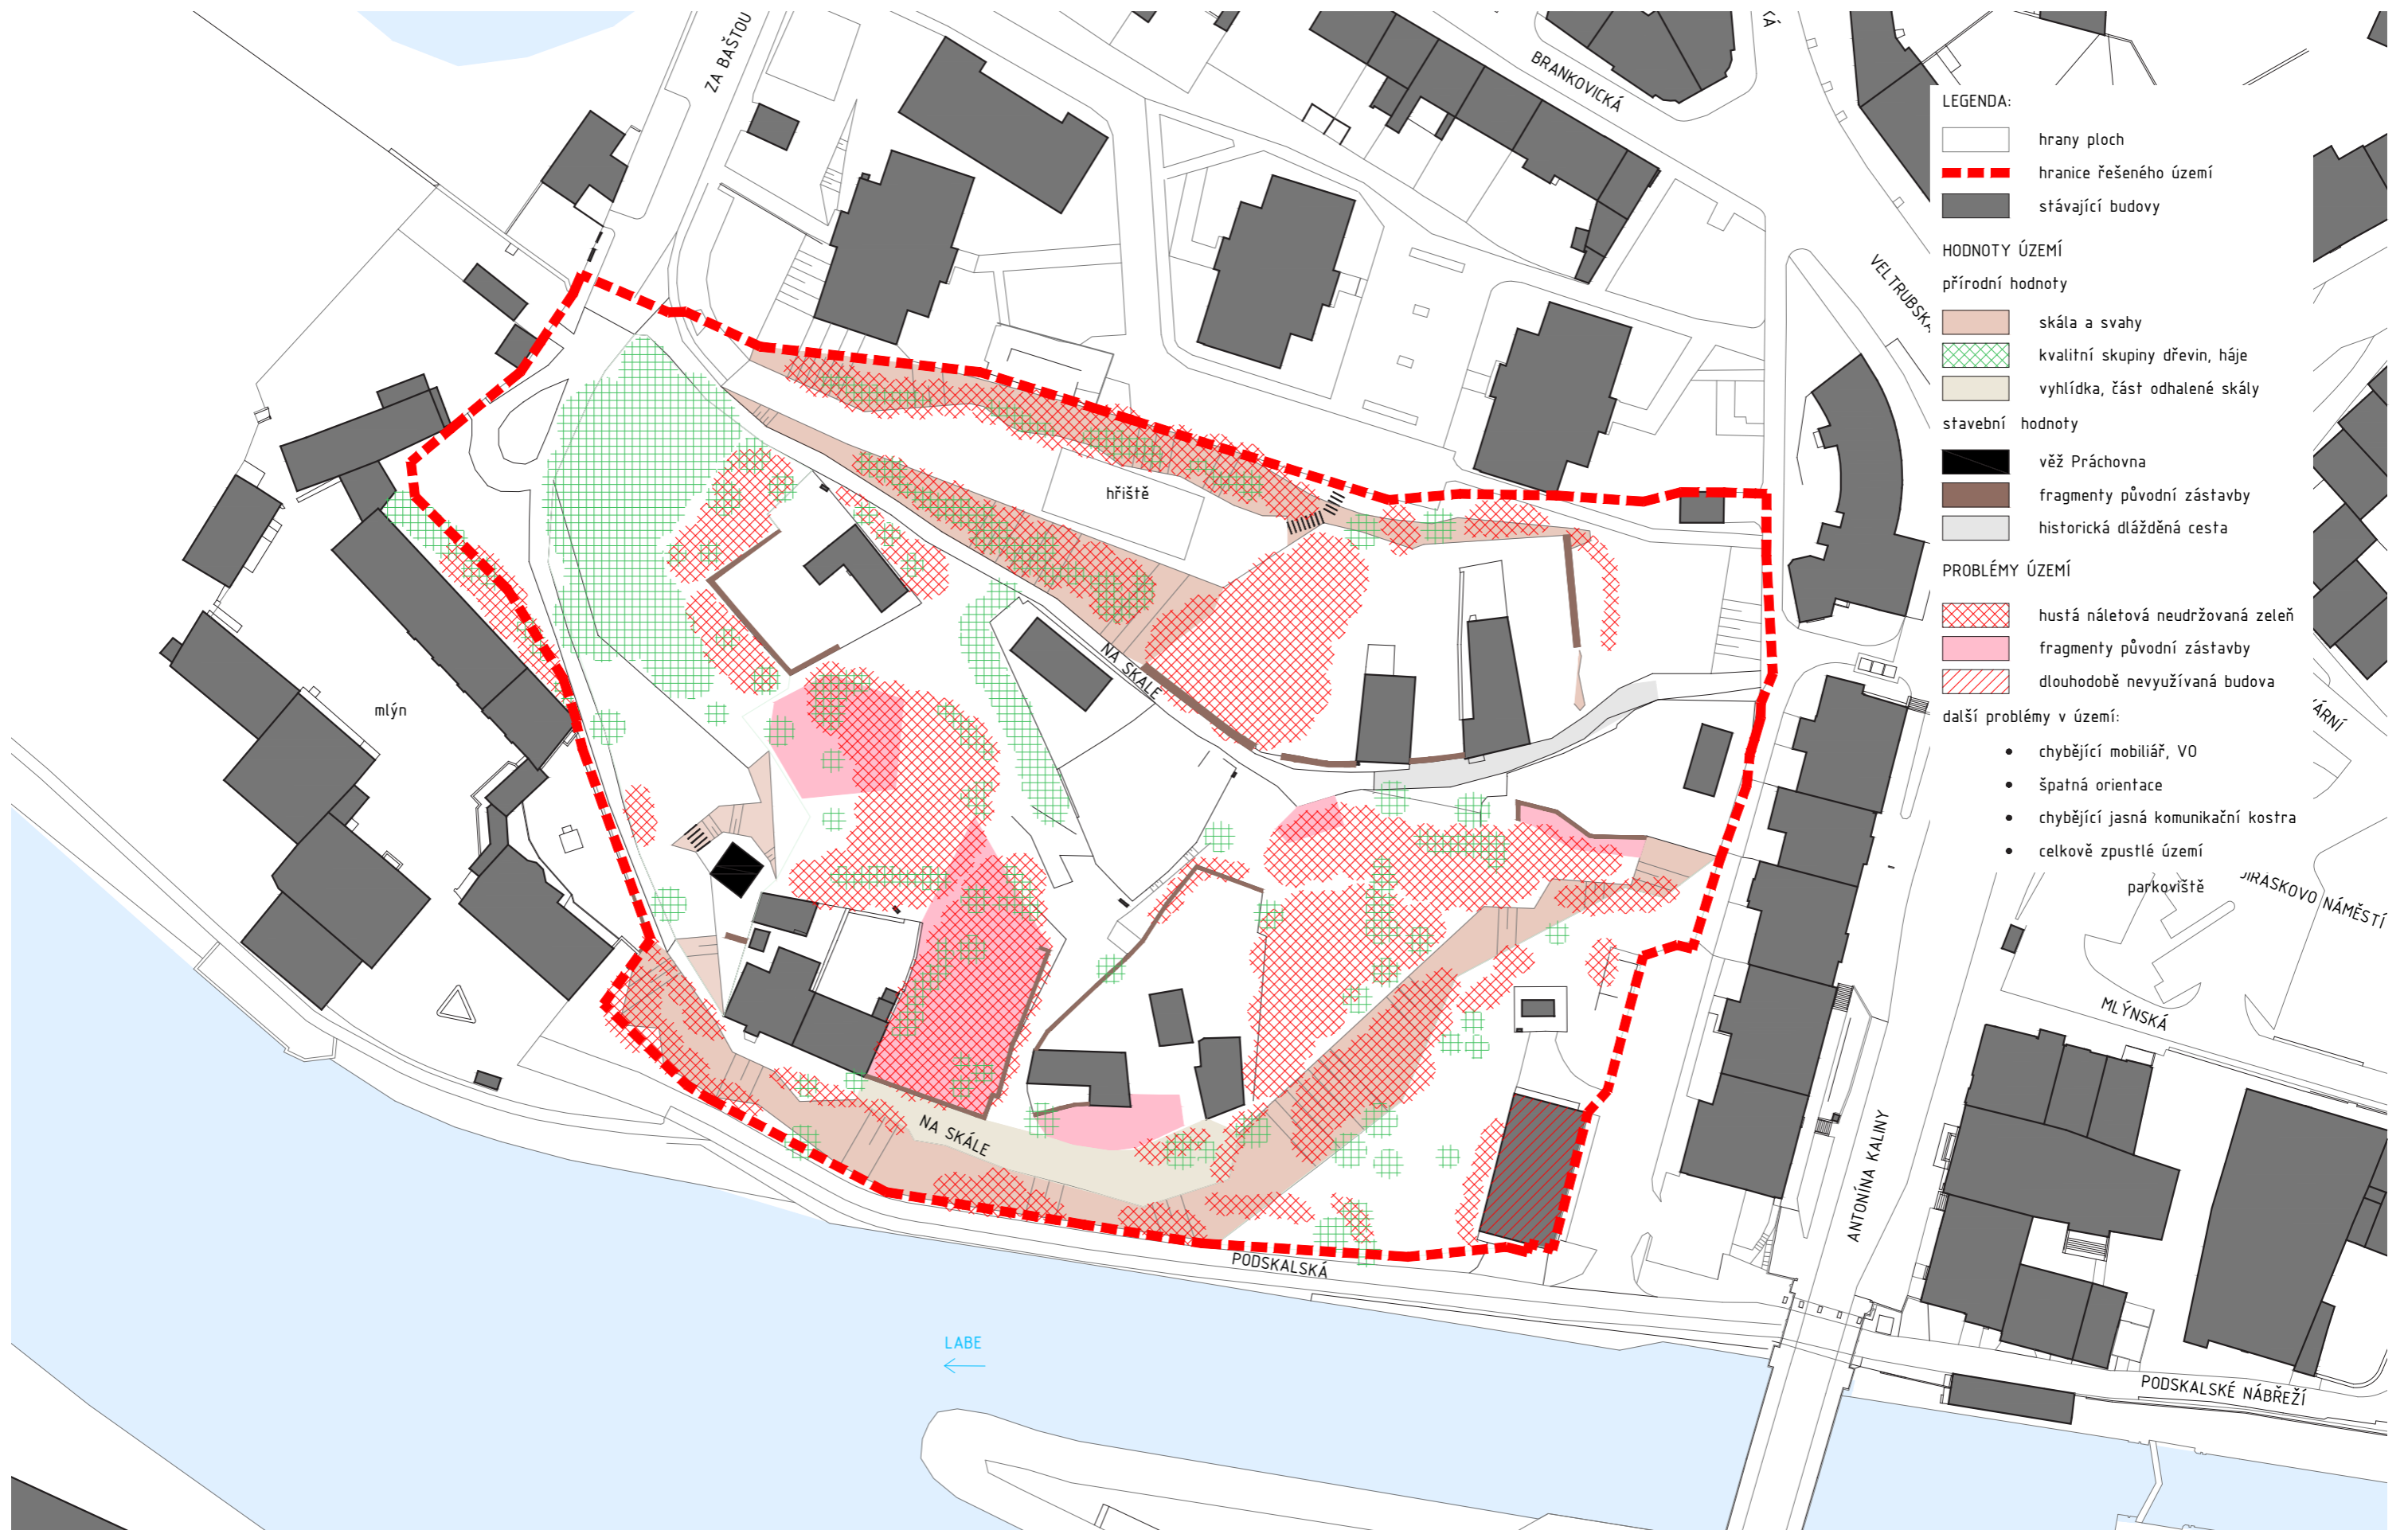 ZA BAŠTOU
BRANKOVICKÁ
KÁ
VELTRUBSKÁ
LEGENDA:
hrany ploch
hranice řešeného území
stávající budovy
HODNOTY ÚZEMÍ
přírodní hodnoty
skála a svahy
kvalitní skupiny dřevin, háje
vyhlídka, část odhalené skály
stavební hodnoty
věž Práchovna
fragmenty původní zástavby
historická dlážděná cesta
PROBLÉMY ÚZEMÍ
hustá náletová neudržovaná zeleň
fragmenty původní zástavby
dlouhodobě nevyužívaná budova
další problémy v území:
• chybějící mobiliář, VO
• špatná orientace
• chybějící jasná komunikační kostra
• celkově zpustlé území
parkoviště
hřiště
NA SKÁLE
mlýn
ÁRNÍ
JIRÁSKOVO NÁMĚSTÍ
MLÝNSKÁ
NA SKÁLE
ANTONÍNA KALINY
PODSKALSKÁ
LABE
PODSKALSKÉ NÁBŘEŽÍ